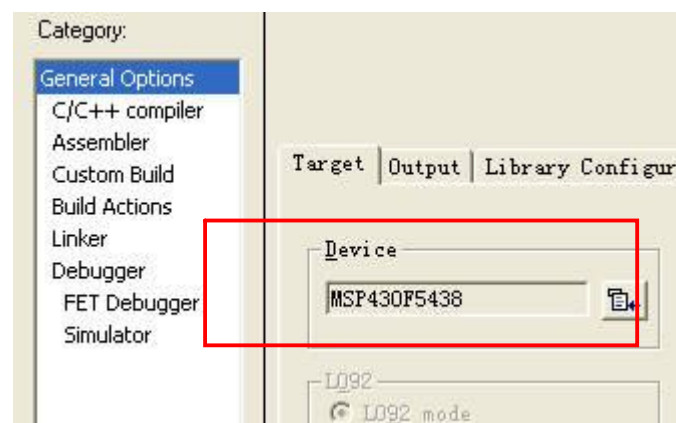 Category:
General Options
C/C++ compiler
Assembler
Custom Build
Build Actions
Linker
Debugger
FET Debugger
Simulator
Target Output Library Configur
Device
MSP430F5438
L092
L092 mode